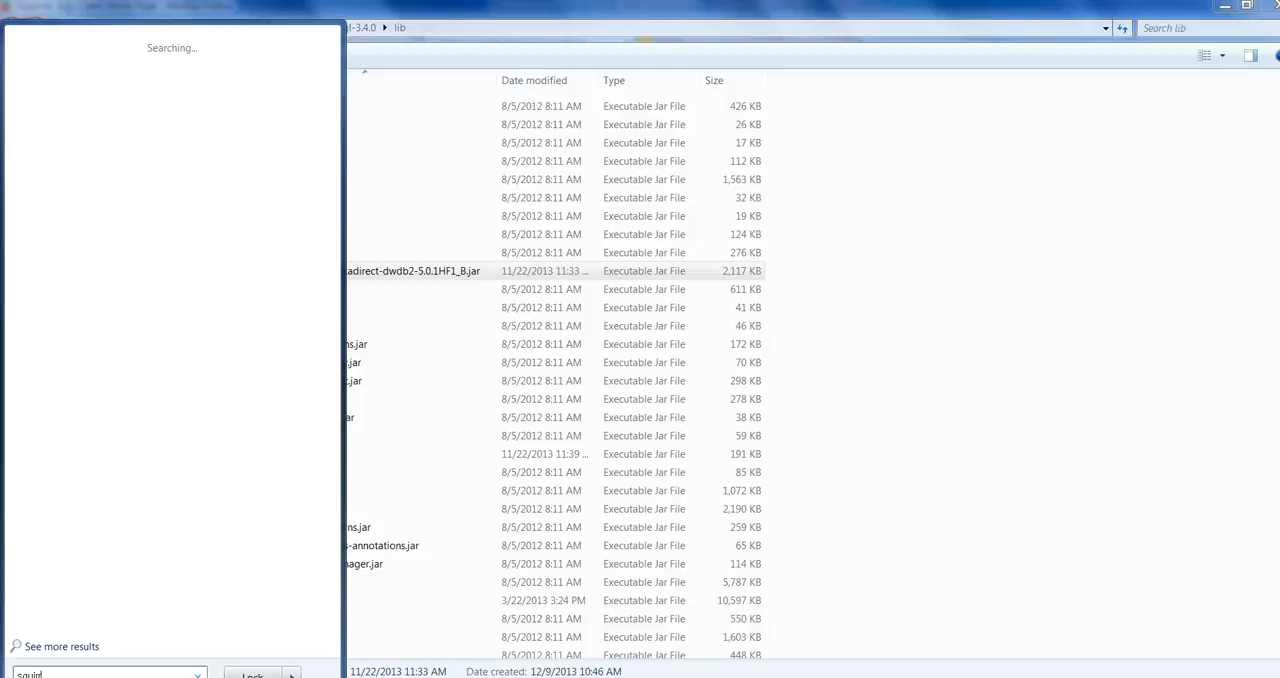 l-3.4.0 lib
Search lib
Searching...
Date modified Type Size
8/5/2012 8:11 AM Executable Jar File 426 KB
8/5/2012 8:11 AM Executable Jar File 26 KB
8/5/2012 8:11 AM Executable Jar File 17 KB
8/5/2012 8:11 AM Executable Jar File 112 KB
8/5/2012 8:11 AM Executable Jar File 1,563 KB
8/5/2012 8:11 AM Executable Jar File 32 KB
8/5/2012 8:11 AM Executable Jar File 19 KB
8/5/2012 8:11 AM Executable Jar File 124 KB
8/5/2012 8:11 AM Executable Jar File 276 KB
adirect-dwdb2-5.0.1HF1_B.jar 11/22/2013 11:33 ... Executable Jar File 2,117 KB
8/5/2012 8:11 AM Executable Jar File 611 KB
8/5/2012 8:11 AM Executable Jar File 41 KB
8/5/2012 8:11 AM Executable Jar File 46 KB
ns.jar 8/5/2012 8:11 AM Executable Jar File 172 KB
.jar 8/5/2012 8:11 AM Executable Jar File 70 KB
t.jar 8/5/2012 8:11 AM Executable Jar File 298 KB
8/5/2012 8:11 AM Executable Jar File 278 KB
ar 8/5/2012 8:11 AM Executable Jar File 38 KB
8/5/2012 8:11 AM Executable Jar File 59 KB
11/22/2013 11:39 ... Executable Jar File 191 KB
8/5/2012 8:11 AM Executable Jar File 85 KB
8/5/2012 8:11 AM Executable Jar File 1,072 KB
8/5/2012 8:11 AM Executable Jar File 2,190 KB
ns.jar 8/5/2012 8:11 AM Executable Jar File 259 KB
s-annotations.jar 8/5/2012 8:11 AM Executable Jar File 65 KB
nager.jar 8/5/2012 8:11 AM Executable Jar File 114 KB
8/5/2012 8:11 AM Executable Jar File 5,787 KB
3/22/2013 3:24 PM Executable Jar File 10,597 KB
8/5/2012 8:11 AM Executable Jar File 550 KB
8/5/2012 8:11 AM Executable Jar File 1,603 KB
8/5/2012 8:11 AM Executable Jar File 448 KB
See more results
squirl Lock
11/22/2013 11:33 AM Date created: 12/9/2013 10:46 AM